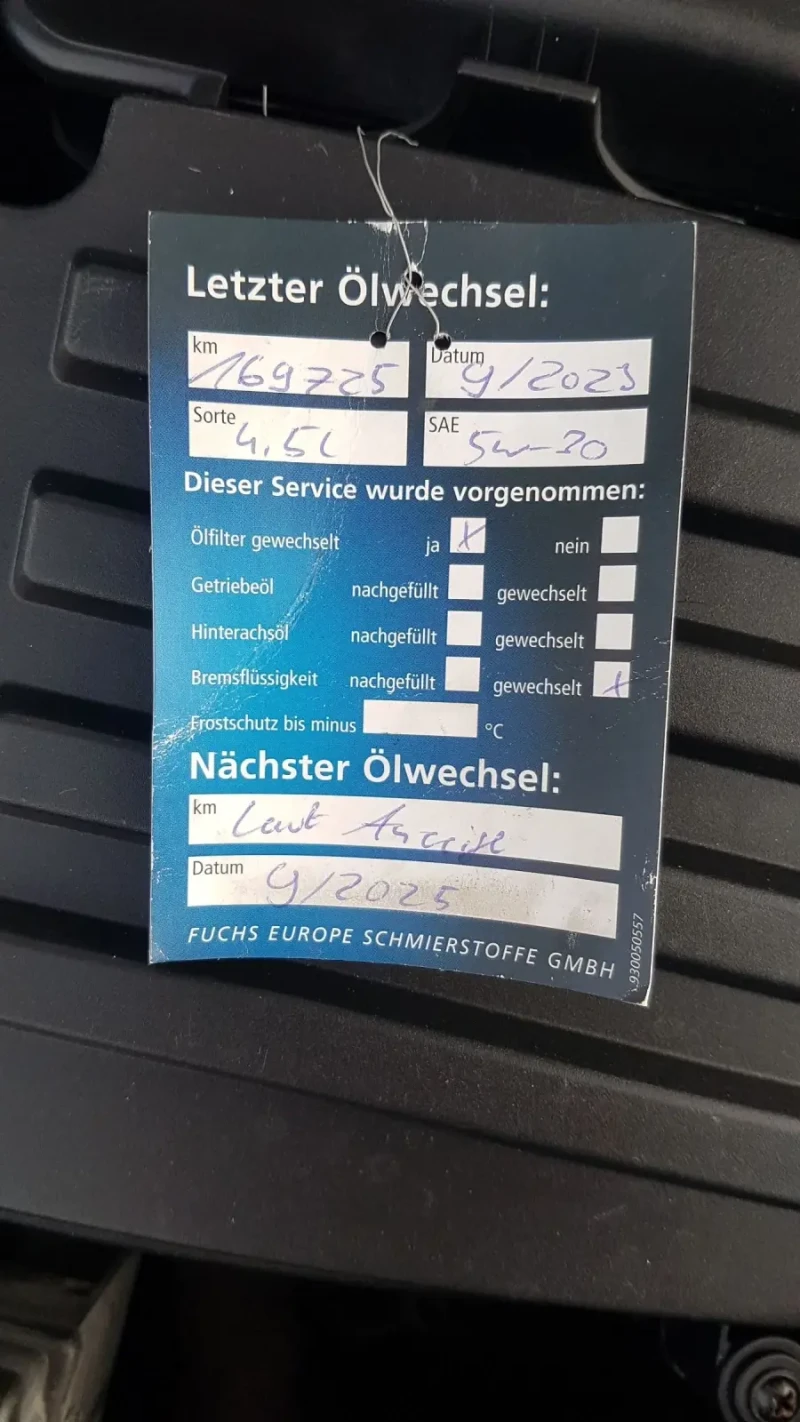 Letzter Ölwechsel:
km 169725 Datum 9/2023
Sorte 4,5l SAE 5w-30
Dieser Service wurde vorgenommen:
Ölfilter gewechselt ja x nein
Getriebeöl nachgefüllt gewechselt
Hinterachsöl nachgefüllt gewechselt
Bremsflüssigkeit nachgefüllt gewechselt x
Frostschutz bis minus °C
Nächster Ölwechsel:
km Laut Anzeige
Datum 9/2025
FUCHS EUROPE SCHMIERSTOFFE GMBH
930050557